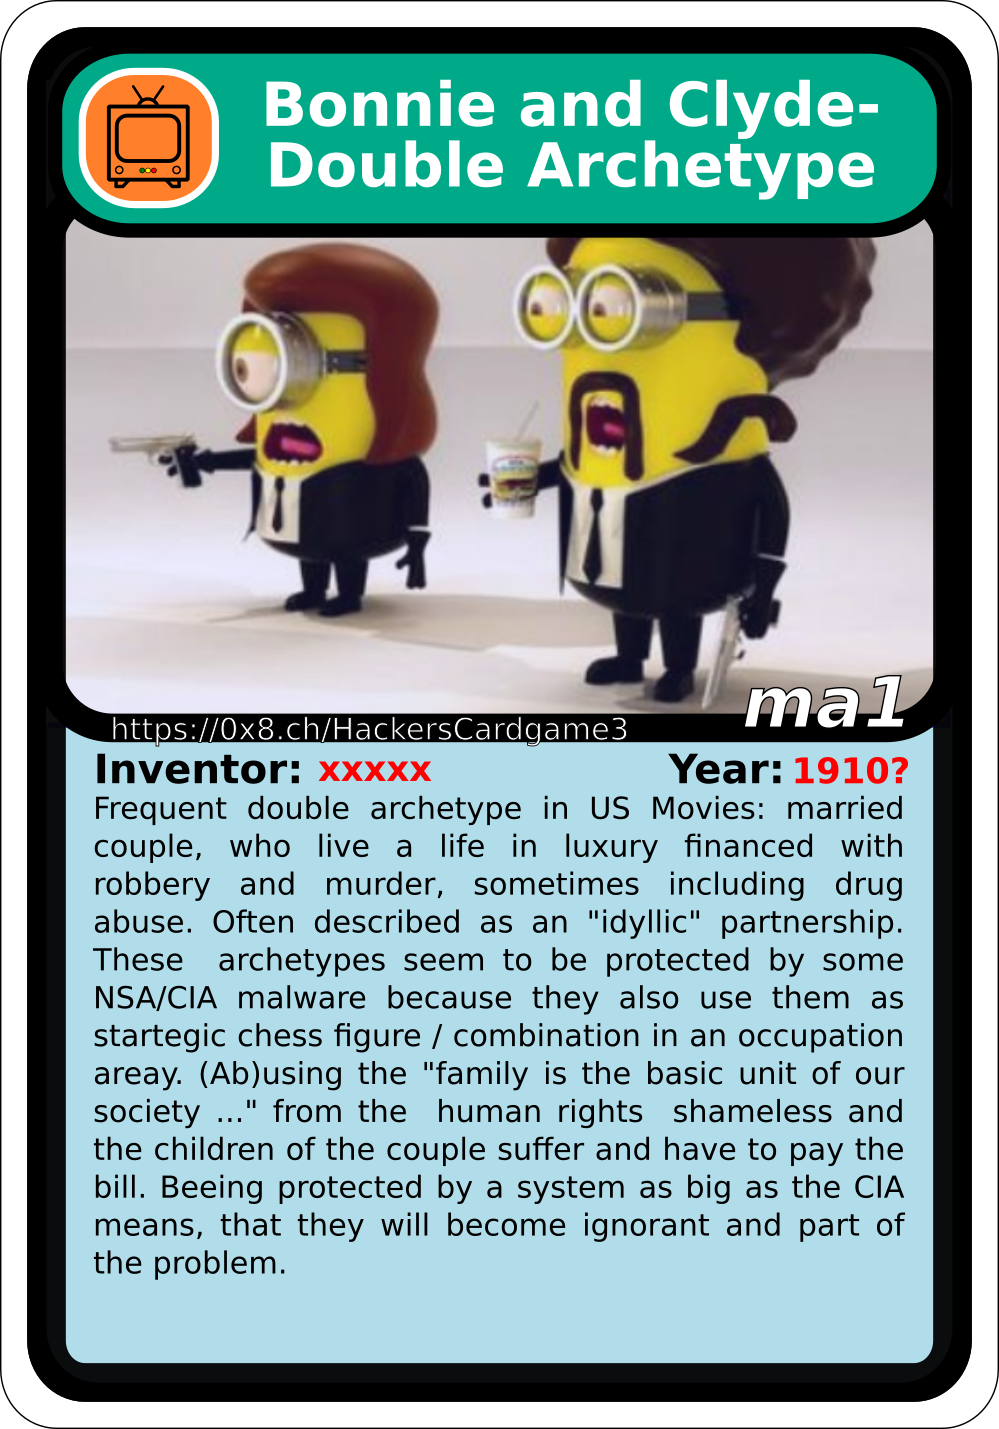 Bonnie and Clyde-
Double Archetype
ma1
https://0x8.ch/HackersCardgame3
Inventor: xxxxx Year: 1910?
Frequent double archetype in US Movies: married
couple, who live a life in luxury financed with
robbery and murder, sometimes including drug
abuse. Often described as an "idyllic" partnership.
These archetypes seem to be protected by some
NSA/CIA malware because they also use them as
startegic chess figure / combination in an occupation
areay. (Ab)using the "family is the basic unit of our
society ..." from the human rights shameless and
the children of the couple suffer and have to pay the
bill. Beeing protected by a system as big as the CIA
means, that they will become ignorant and part of
the problem.